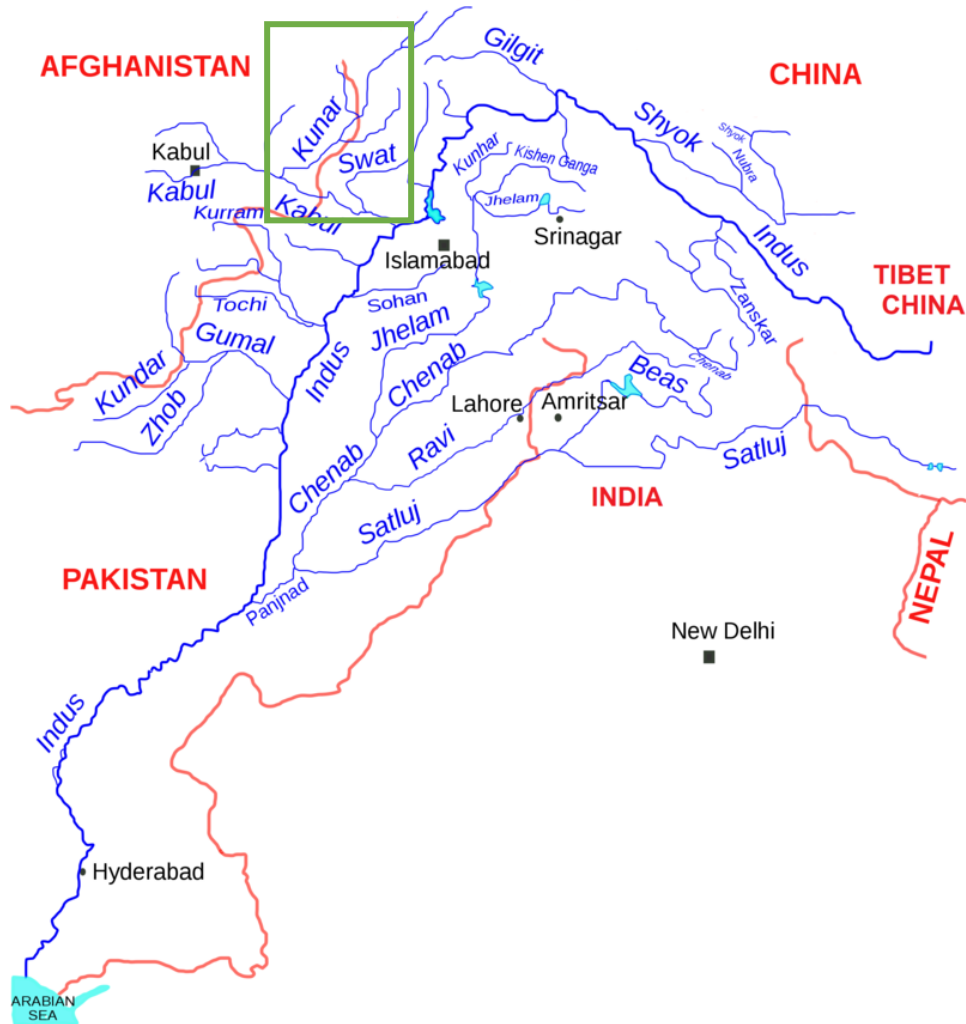 AFGHANISTAN
Gilgit
CHINA
Kunar
Shyok
Shyok
Nubra
Kabul
Swat
Kunhar
Kishen Ganga
Kabul
Kabul
Jhelam
Kurram
Srinagar
Indus
Islamabad
TIBET
CHINA
Zanskar
Sohan
Tochi
Jhelam
Gumal
Indus
Chenab
Chenab
Kundar
Beas
Zhob
Lahore
Amritsar
Ravi
Satluj
Chenab
INDIA
Satluj
PAKISTAN
NEPAL
Panjnad
New Delhi
Indus
Hyderabad
ARABIAN
SEA